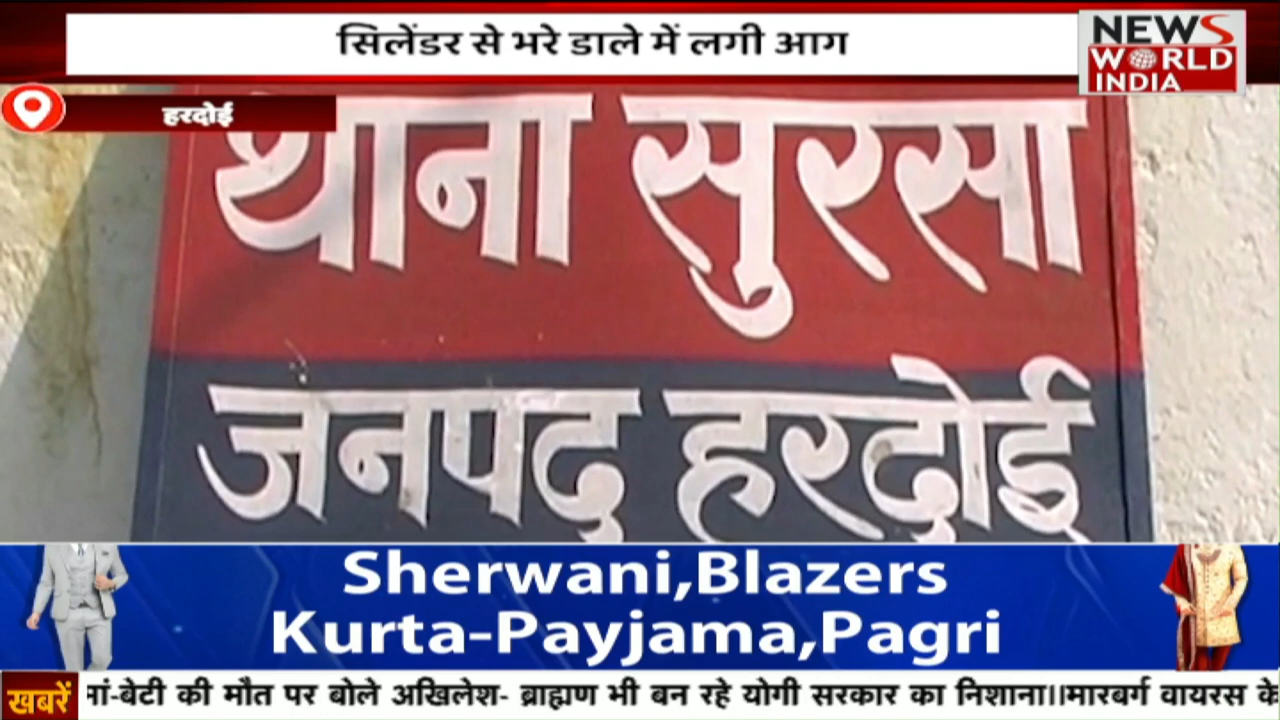 सिलेंडर से भरे डाले में लगी आग
NEWS
WORLD
INDIA
हरदोई
थाना सुरसा
जनपद हरदोई
Sherwani,Blazers
Kurta-Payjama,Pagri
खबरें
मां-बेटी की मौत पर बोले अखिलेश- ब्राह्मण भी बन रहे योगी सरकार का निशाना।।मारबर्ग वायरस के